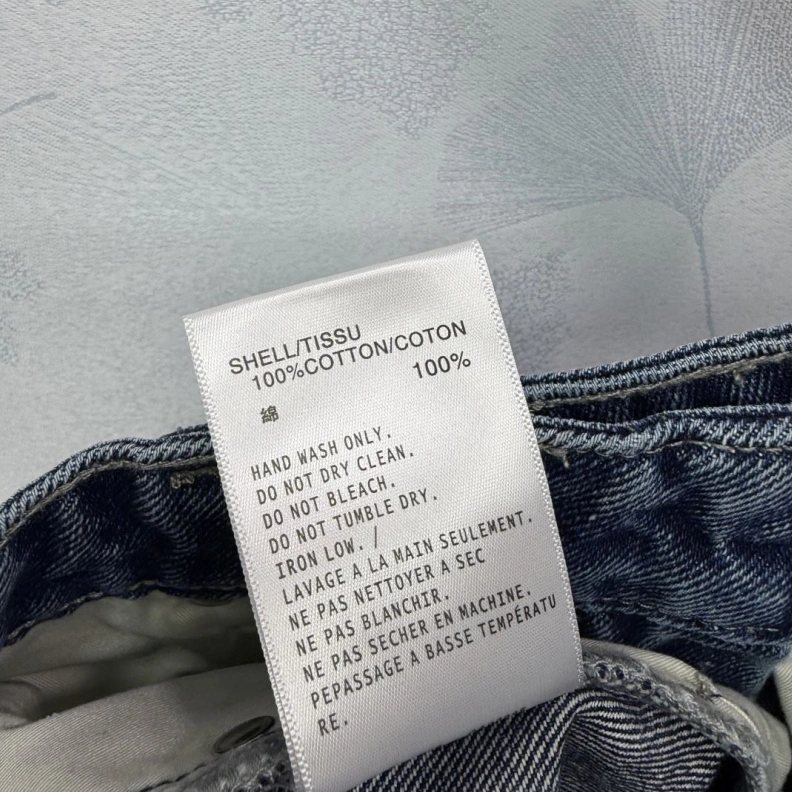 SHELL/TISSU
100%COTTON/COTON
100%
綿
HAND WASH ONLY.
DO NOT DRY CLEAN.
DO NOT BLEACH.
DO NOT TUMBLE DRY.
IRON LOW. /
LAVAGE A LA MAIN SEULEMENT.
NE PAS NETTOYER A SEC
NE PAS BLANCHIR.
NE PAS SECHER EN MACHINE.
PEPASSAGE A BASSE TEMPÉRATU
RE.